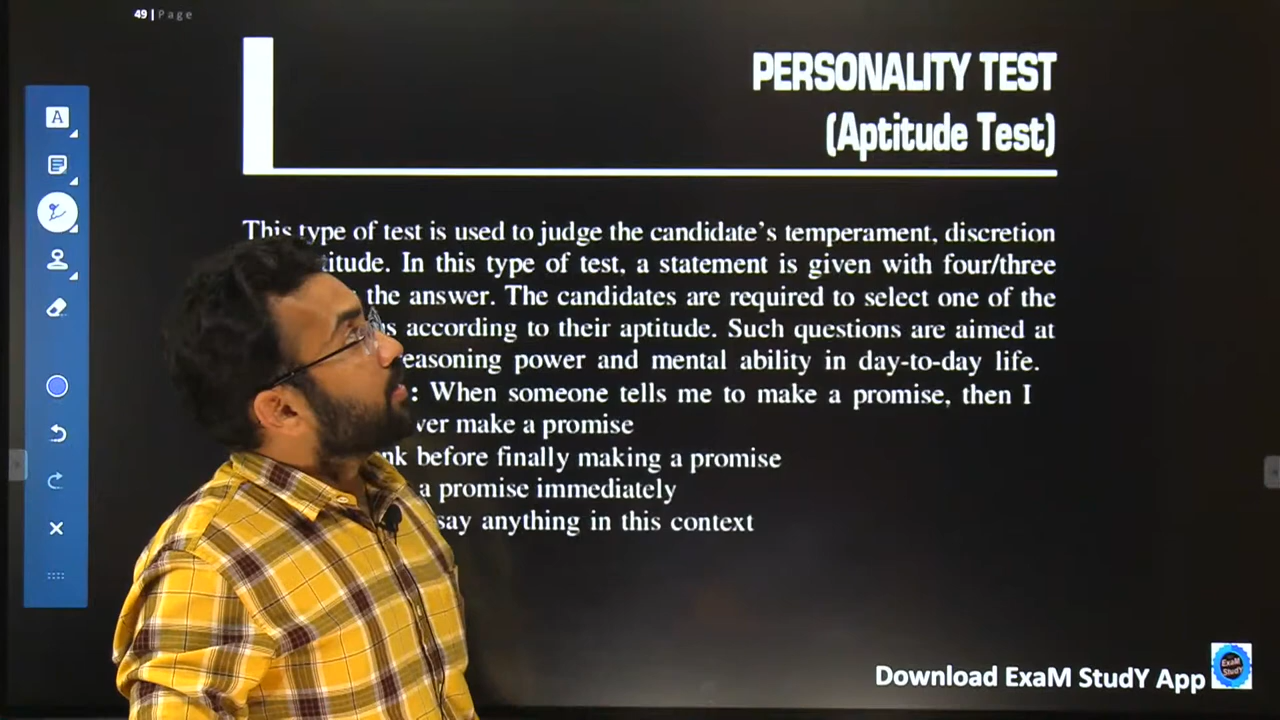 49 | Page
PERSONALITY TEST
(Aptitude Test)
This type of test is used to judge the candidate's temperament, discretion
In this type of test, a statement is given with four/three
the answer. The candidates are required to select one of the
according to their aptitude. Such questions are aimed at
power and mental ability in day-to-day life.
: When someone tells me to make a promise, then I
make a promise
before finally making a promise
a promise immediately
say anything in this context
Download ExaM StudY App
ExaM
StudY
A